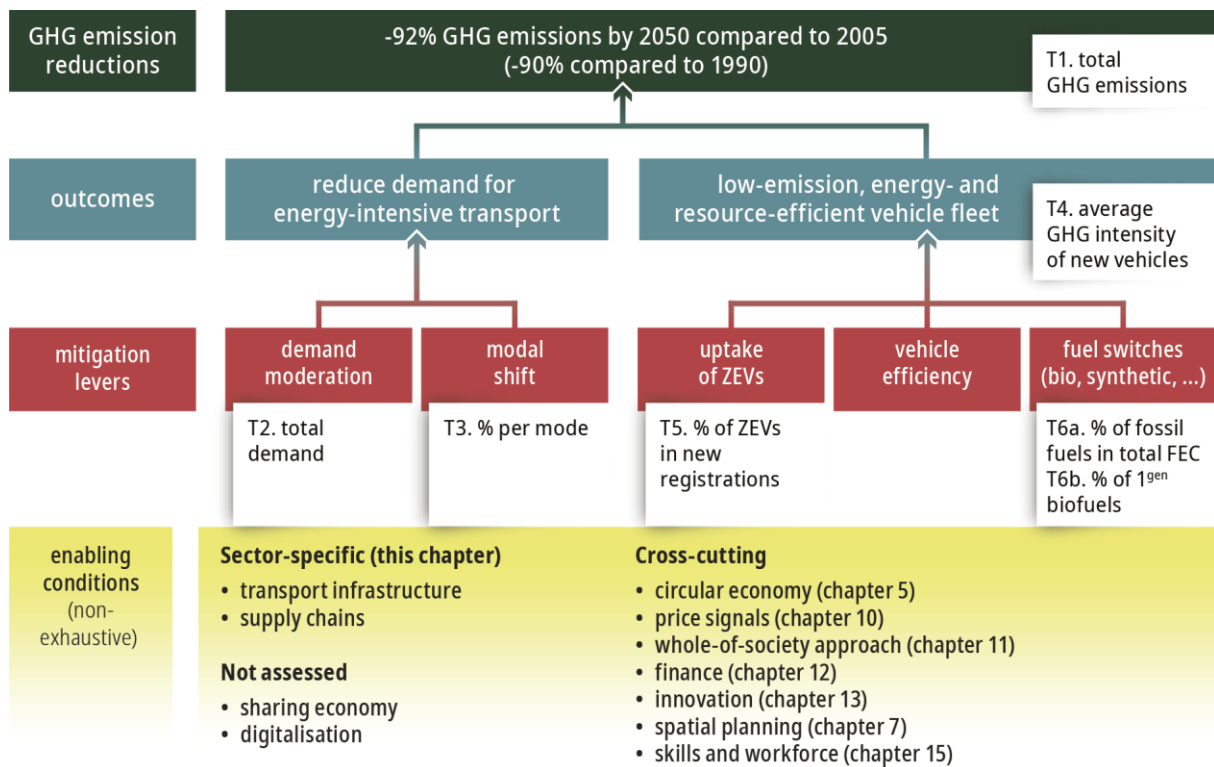 GHG emission
reductions
-92% GHG emissions by 2050 compared to 2005
(-90% compared to 1990)
T1. total
GHG emissions
outcomes
reduce demand for
energy-intensive transport
low-emission, energy- and
resource-efficient vehicle fleet
T4. average
GHG intensity
of new vehicles
mitigation
levers
demand
moderation
modal
shift
uptake
of ZEVs
vehicle
efficiency
fuel switches
(bio, synthetic, ...)
T2. total
demand
T3. % per mode
T5. % of ZEVs
in new
registrations
T6a. % of fossil
fuels in total FEC
T6b. % of 1gen
biofuels
enabling
conditions
(non-
exhaustive)
Sector-specific (this chapter)
• transport infrastructure
• supply chains
Not assessed
• sharing economy
• digitalisation
Cross-cutting
• circular economy (chapter 5)
• price signals (chapter 10)
• whole-of-society approach (chapter 11)
• finance (chapter 12)
• innovation (chapter 13)
• spatial planning (chapter 7)
• skills and workforce (chapter 15)